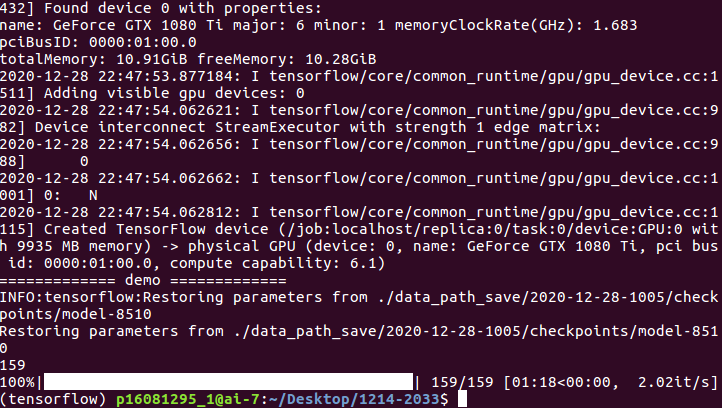 432] Found device 0 with properties:
name: GeForce GTX 1080 Ti major: 6 minor: 1 memoryClockRate(GHz): 1.683
pciBusID: 0000:01:00.0
totalMemory: 10.91GiB freeMemory: 10.28GiB
2020-12-28 22:47:53.877184: I tensorflow/core/common_runtime/gpu/gpu_device.cc:1
511] Adding visible gpu devices: 0
2020-12-28 22:47:54.062621: I tensorflow/core/common_runtime/gpu/gpu_device.cc:9
82] Device interconnect StreamExecutor with strength 1 edge matrix:
2020-12-28 22:47:54.062656: I tensorflow/core/common_runtime/gpu/gpu_device.cc:9
88]      0
2020-12-28 22:47:54.062662: I tensorflow/core/common_runtime/gpu/gpu_device.cc:1
001] 0:   N
2020-12-28 22:47:54.062812: I tensorflow/core/common_runtime/gpu/gpu_device.cc:1
115] Created TensorFlow device (/job:localhost/replica:0/task:0/device:GPU:0 wit
h 9935 MB memory) -> physical GPU (device: 0, name: GeForce GTX 1080 Ti, pci bus
 id: 0000:01:00.0, compute capability: 6.1)
============= demo =============
INFO:tensorflow:Restoring parameters from ./data_path_save/2020-12-28-1005/check
points/model-8510
Restoring parameters from ./data_path_save/2020-12-28-1005/checkpoints/model-851
0
159
100%|██████████████████████████████████████████| 159/159 [01:18<00:00,  2.02it/s]
(tensorflow) p16081295_1@ai-7:~/Desktop/1214-2033$